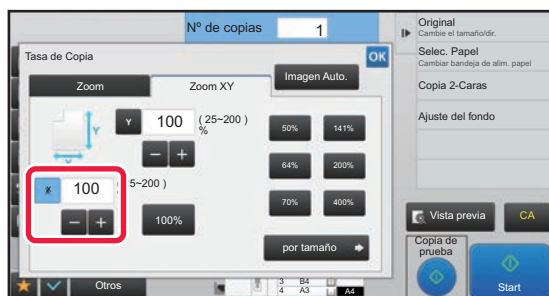 Nº de copias 1
Tasa de Copia
OK
Zoom
Zoom XY
Imagen Auto.
Y
Y 100 ( 25~200 )
%
50% 141%
64% 200%
70% 400%
X 100 5~200 )
100%
por tamaño
Otros
3 B4
4 A3
A4
Original
Cambie el tamaño/dir.
Selec. Papel
Cambiar bandeja de alim. papel
Copia 2-Caras
Ajuste del fondo
Vista previa
CA
Copia de
prueba
Start